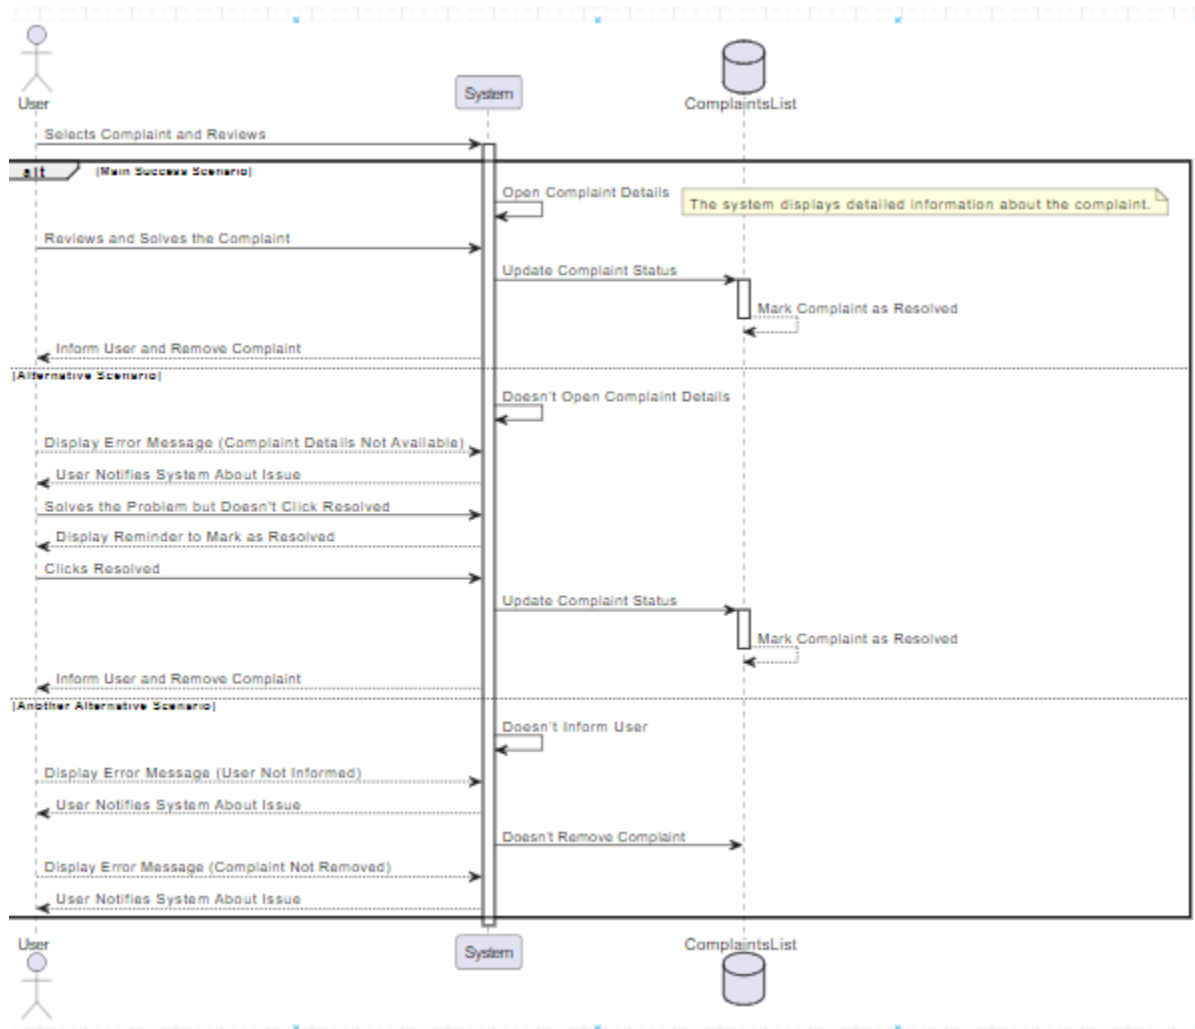 User
System
ComplaintsList
Selects Complaint and Reviews
alt
[Main Success Scenario]
Open Complaint Details
The system displays detailed information about the complaint.
Reviews and Solves the Complaint
Update Complaint Status
Mark Complaint as Resolved
Inform User and Remove Complaint
[Alternative Scenario]
Doesn't Open Complaint Details
Display Error Message (Complaint Details Not Available)
User Notifies System About Issue
Solves the Problem but Doesn't Click Resolved
Display Reminder to Mark as Resolved
Clicks Resolved
Update Complaint Status
Mark Complaint as Resolved
Inform User and Remove Complaint
[Another Alternative Scenario]
Doesn't Inform User
Display Error Message (User Not Informed)
User Notifies System About Issue
Doesn't Remove Complaint
Display Error Message (Complaint Not Removed)
User Notifies System About Issue
User
System
ComplaintsList